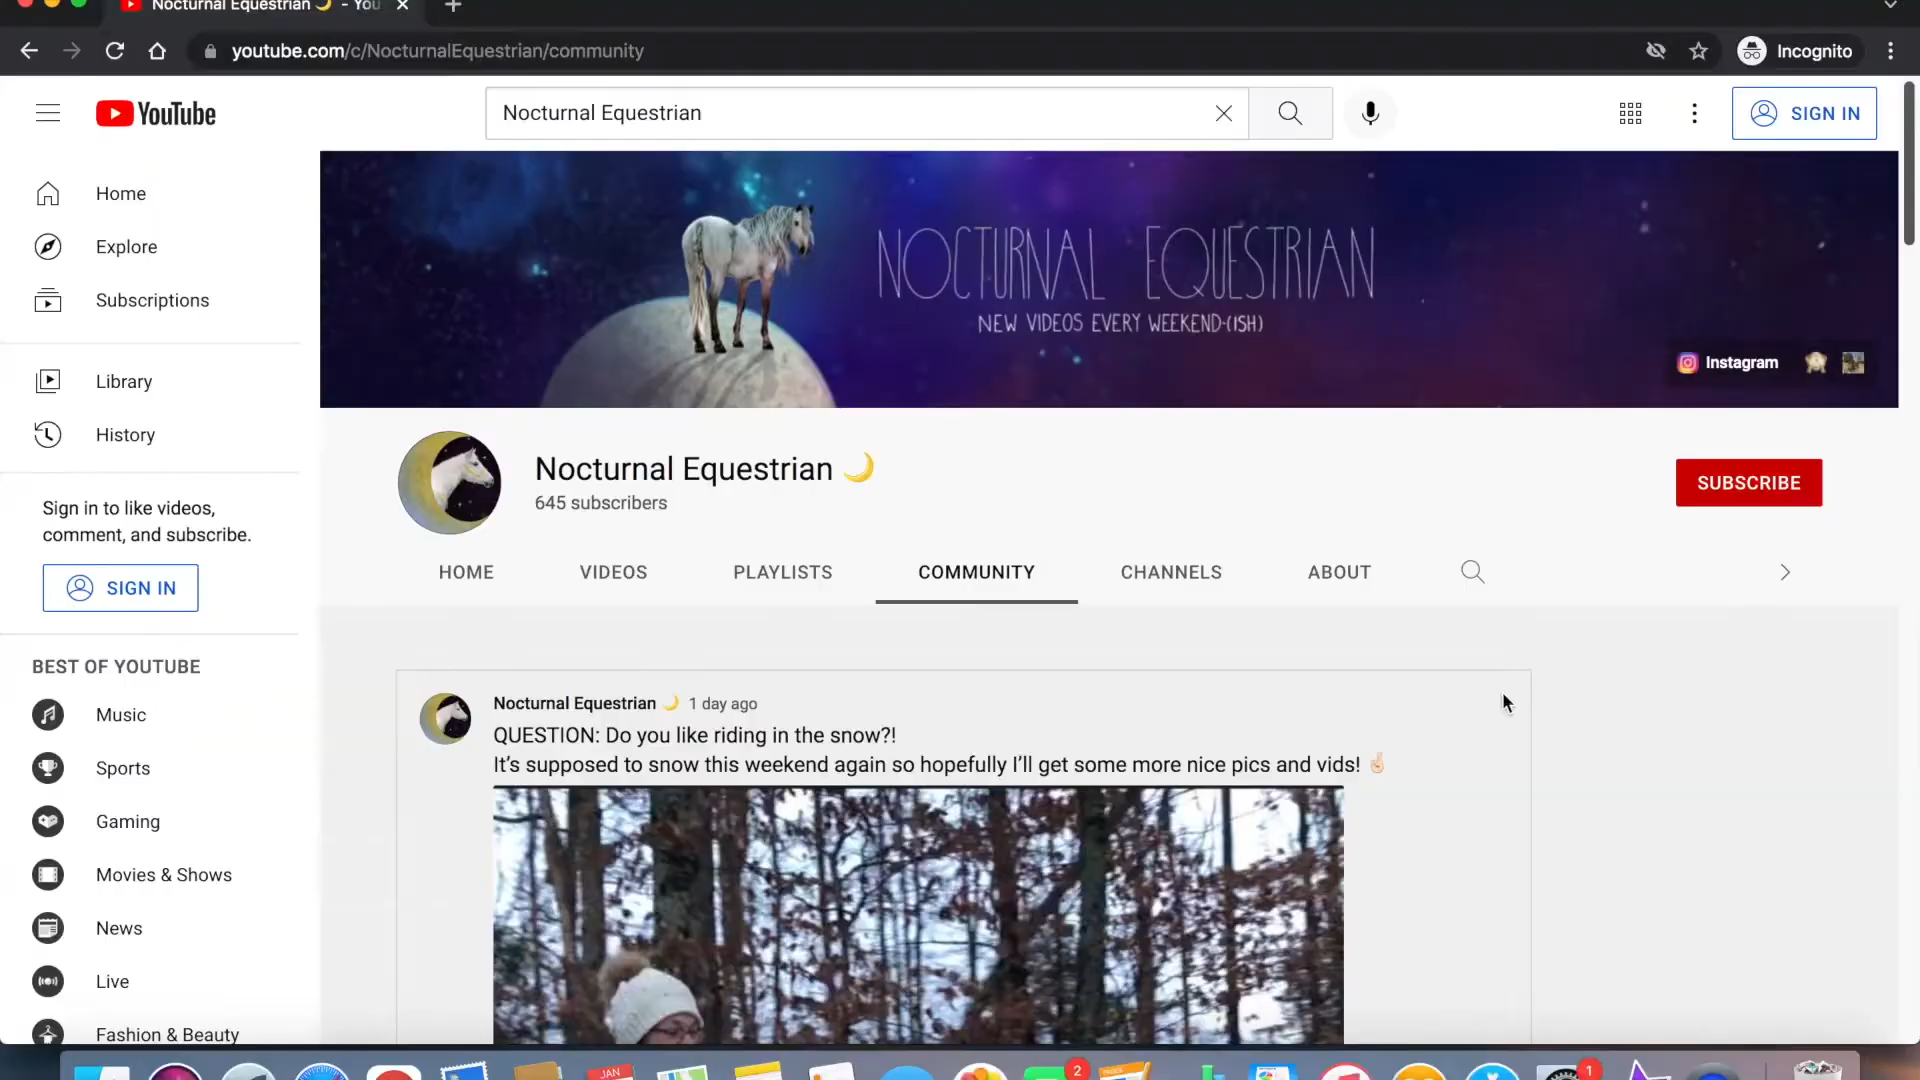 Nocturnal Equestrian 🌙 - You
youtube.com/c/NocturnalEquestrian/community
Incognito
YouTube
Nocturnal Equestrian
SIGN IN
Home
Explore
Subscriptions
Library
History
Sign in to like videos,
comment, and subscribe.
SIGN IN
BEST OF YOUTUBE
Music
Sports
Gaming
Movies & Shows
News
Live
Fashion & Beauty
NOCTURNAL EQUESTRIAN
NEW VIDEOS EVERY WEEKEND-(ISH)
Instagram
Nocturnal Equestrian 🌙
645 subscribers
SUBSCRIBE
HOME VIDEOS PLAYLISTS COMMUNITY CHANNELS ABOUT
Nocturnal Equestrian 🌙 1 day ago
QUESTION: Do you like riding in the snow?!
It’s supposed to snow this weekend again so hopefully I’ll get some more nice pics and vids! 🤞🏻
JAN
2
1